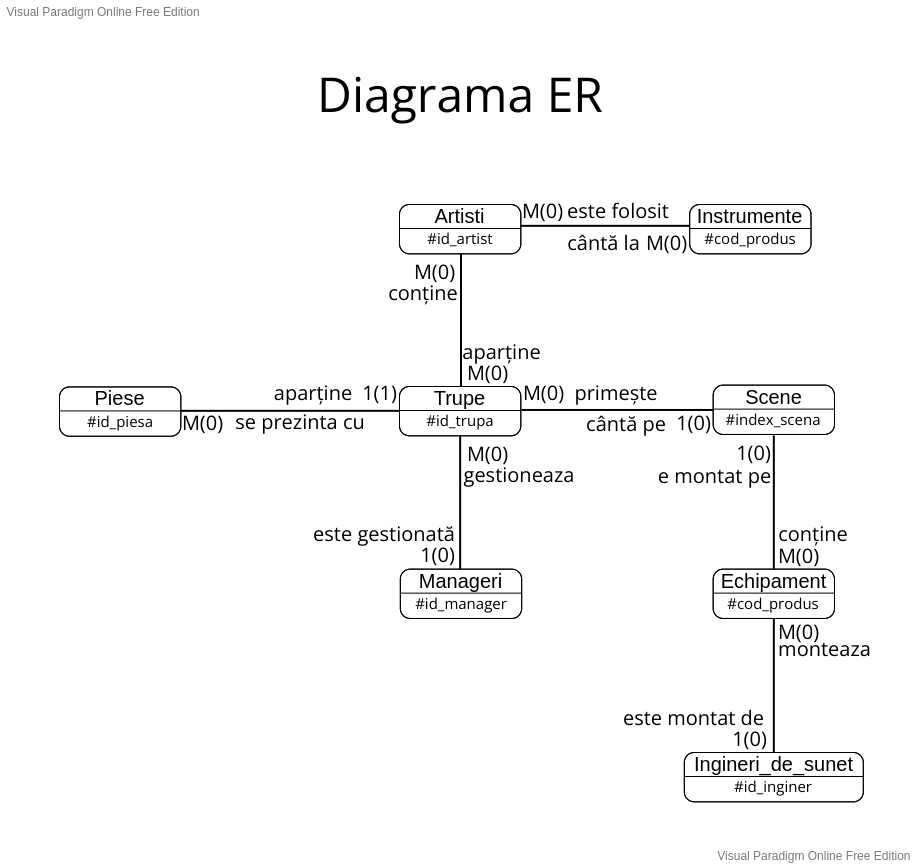 Visual Paradigm Online Free Edition
Diagrama ER
Artisti
#id_artist
M(0) este folosit
cântă la M(0)
Instrumente
#cod_produs
M(0)
conține
aparține
M(0)
Piese
#id_piesa
aparține 1(1)
M(0) se prezinta cu
Trupe
#id_trupa
M(0) primește
cântă pe 1(0)
Scene
#index_scena
M(0)
gestioneaza
1(0)
e montat pe
este gestionată
1(0)
conține
M(0)
Manageri
#id_manager
Echipament
#cod_produs
M(0)
monteaza
este montat de
1(0)
Ingineri_de_sunet
#id_inginer
Visual Paradigm Online Free Edition